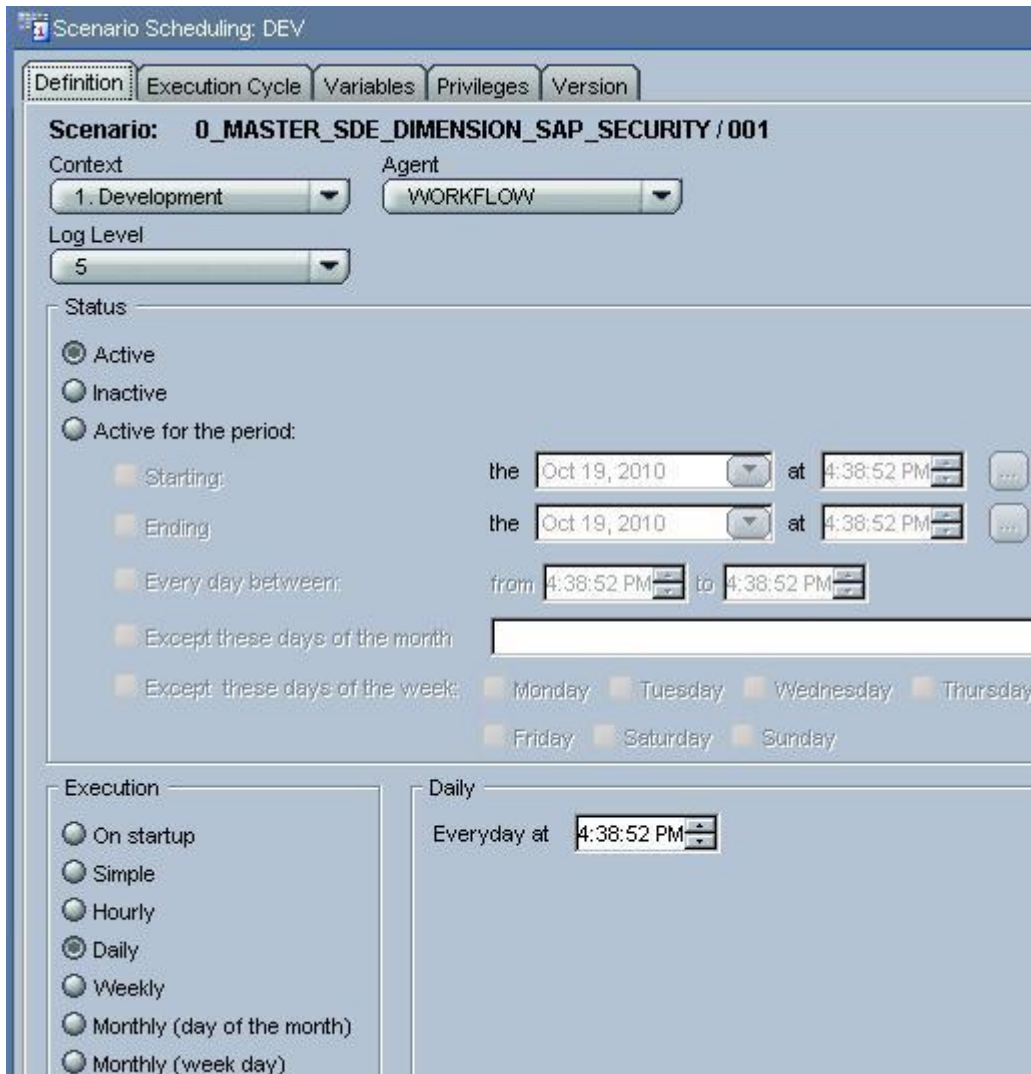 Scenario Scheduling: DEV
Definition Execution Cycle Variables Privileges Version
Scenario: 0_MASTER_SDE_DIMENSION_SAP_SECURITY / 001
Context Agent
1. Development WORKFLOW
Log Level
5
Status
Active
Inactive
Active for the period:
Starting: the Oct 19, 2010 at 4:38:52 PM ...
Ending the Oct 19, 2010 at 4:38:52 PM ...
Every day between: from 4:38:52 PM to 4:38:52 PM
Except these days of the month
Except these days of the week: Monday Tuesday Wednesday Thursday
Friday Saturday Sunday
Execution Daily
On startup Everyday at 4:38:52 PM
Simple
Hourly
Daily
Weekly
Monthly (day of the month)
Monthly (week day)